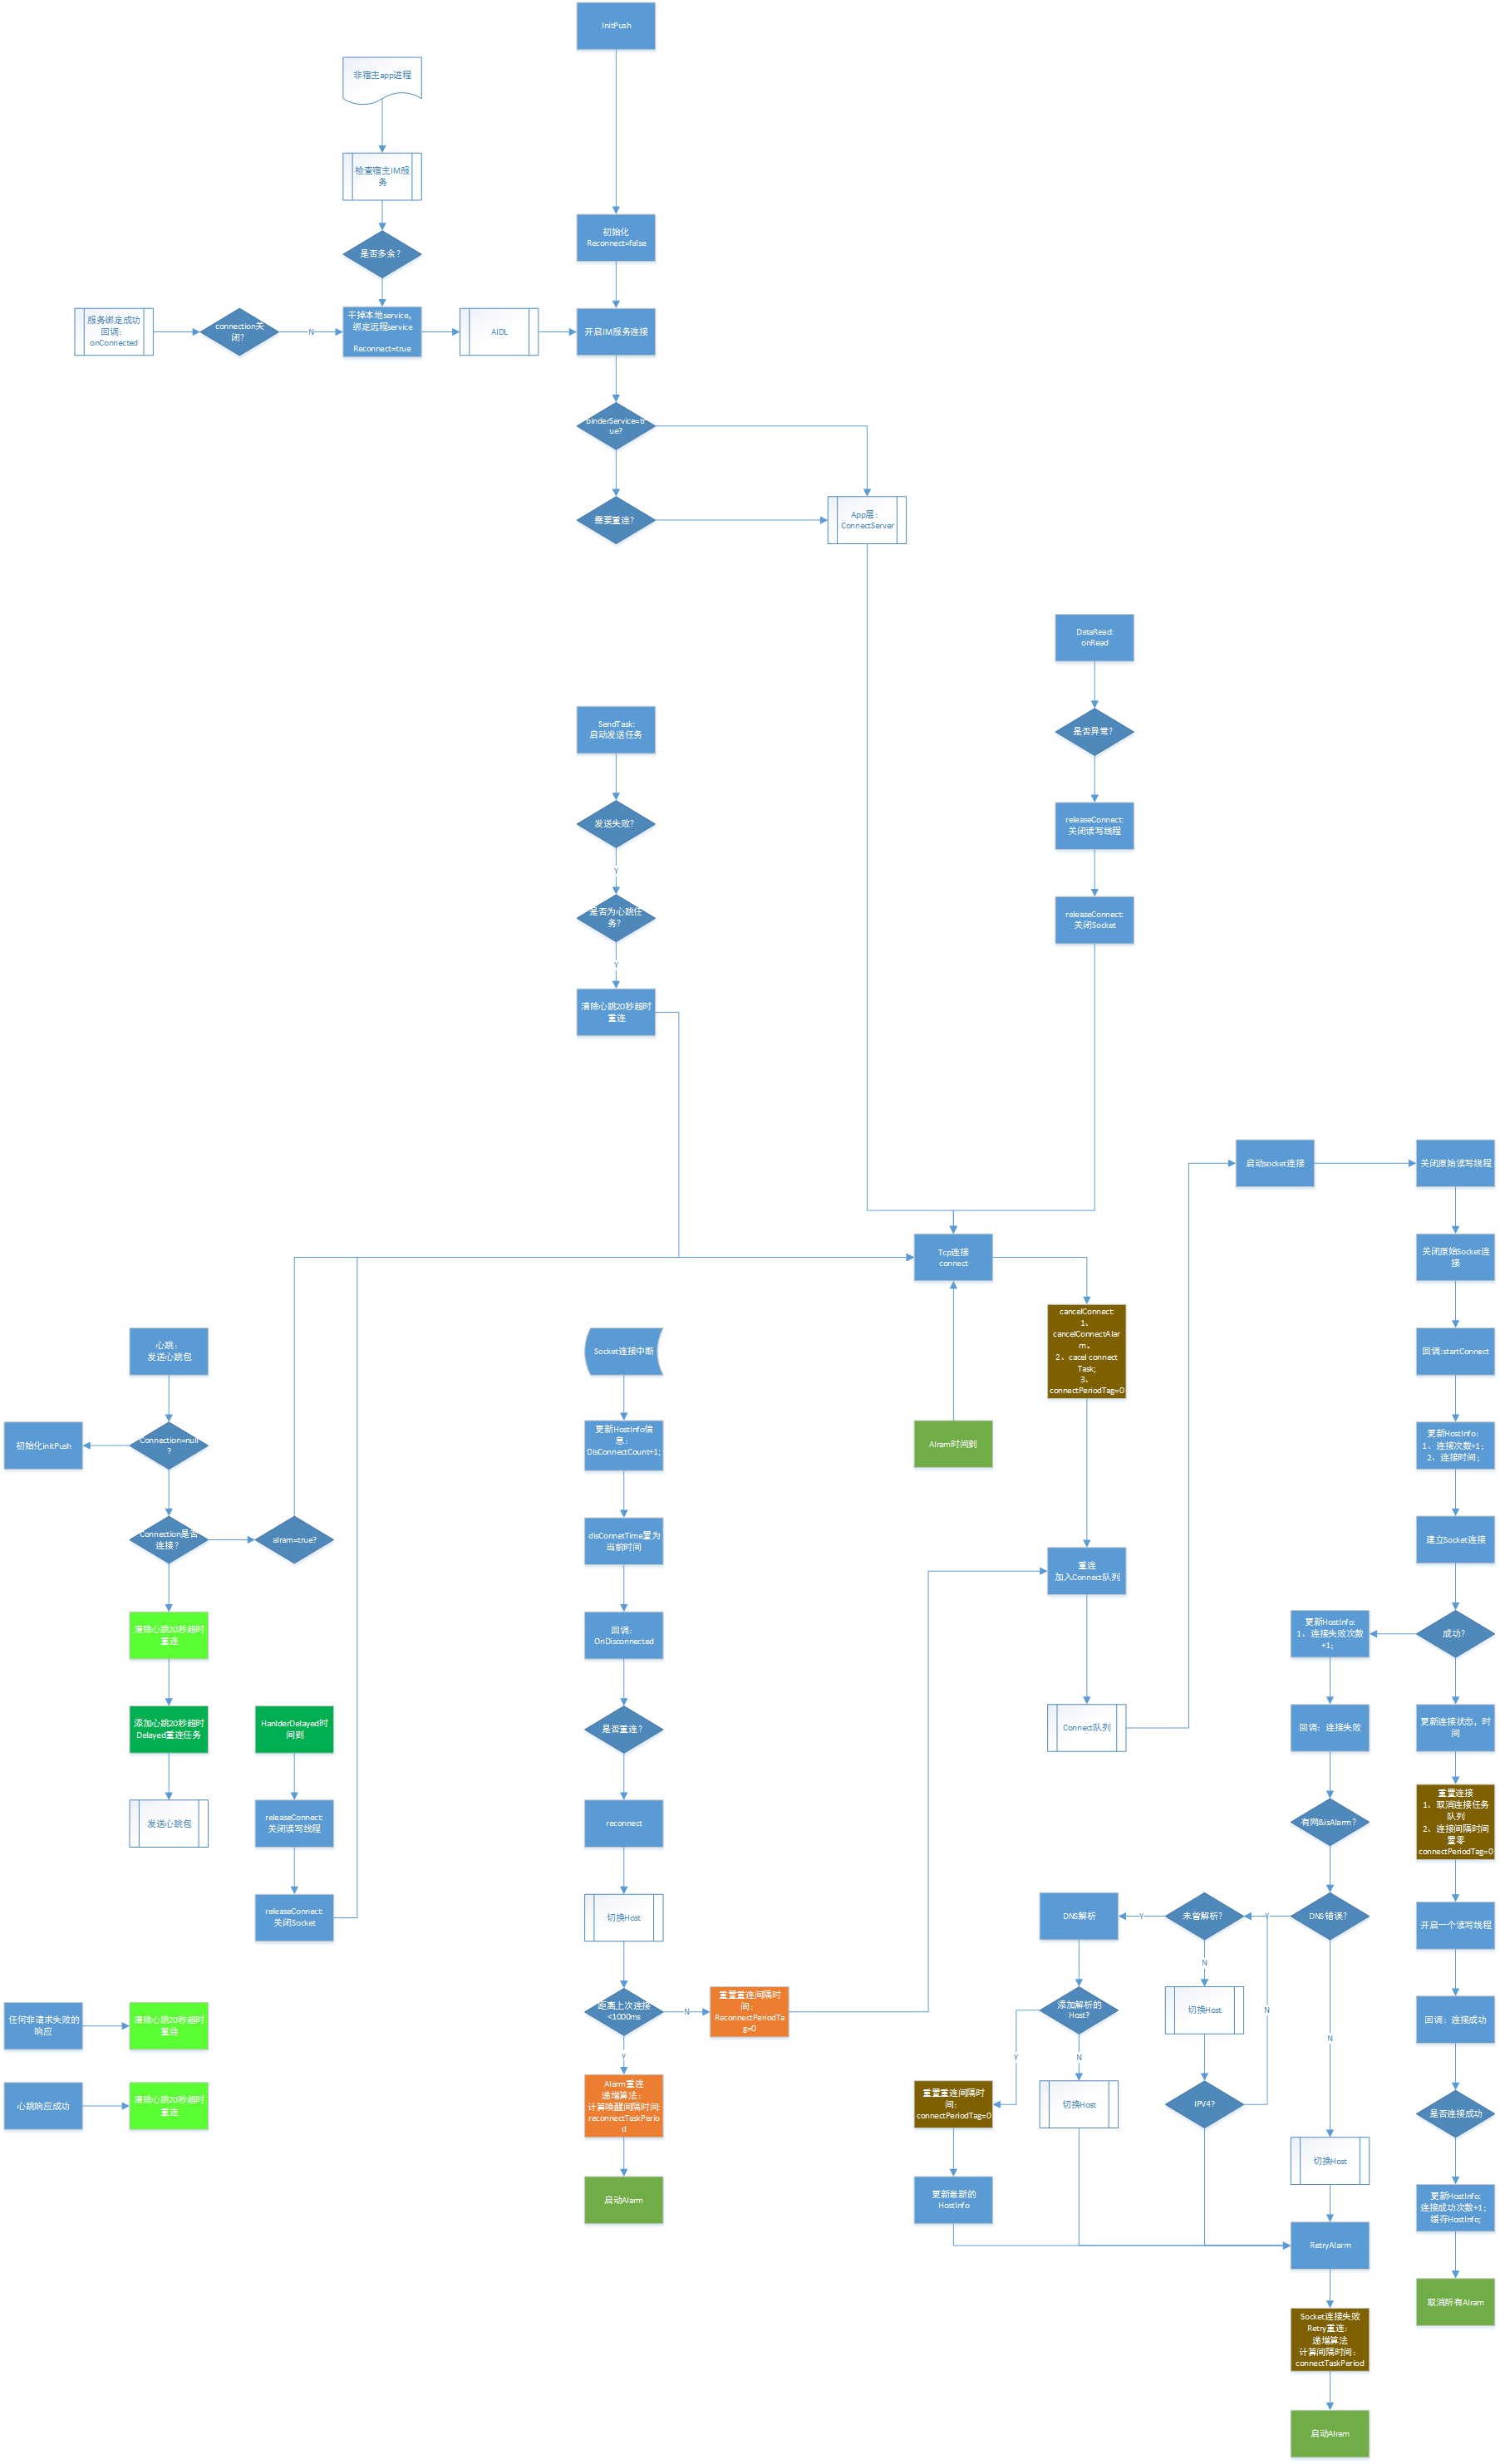 InitPush
非宿主app进程
检查宿主IM服
务
初始化
Reconnect=false
是否多余?
服务绑定成功
回调:
onConnected
connection关
闭?
N
干掉本地service,
绑定远程service
Reconnect=true
AIDL
开启IM服务连接
binderService=tr
ue?
需要重连?
App层:
ConnectServer
DataRead:
onRead
SendTask:
启动发送任务
是否异常?
发送失败?
releaseConnect:
关闭读写线程
Y
是否为心跳任
务?
releaseConnect:
关闭Socket
Y
清除心跳20秒超时
重连
启动socket连接
关闭原始读写线程
Tcp连接
connect
关闭原始Socket连
接
cancelConnect:
1、
cancelConnectAlar
m。
2、cacel connect
Task;
3、
connectPeriodTag=0
心跳:
发送心跳包
Socket连接中断
回调:startConnect
初始化initPush
Connection=null
?
更新HostInfo信
息:
DisConnectCount+1;
Alram时间到
更新HostInfo:
1、连接次数+1;
2、连接时间;
Connection是否
连接?
alram=true?
disConnetTime置为
当前时间
重连
加入Connect队列
建立Socket连接
清除心跳20秒超时
重连
回调:
OnDisconnected
更新HostInfo:
1、连接失败次数
+1;
成功?
添加心跳20秒超时
Delayed重连任务
HanlderDelayed时
间到
是否重连?
Connect队列
回调: 连接失败
更新连接状态, 时
间
发送心跳包
releaseConnect:
关闭读写线程
reconnect
有网&isAlarm?
重置连接
1、取消连接任务
队列
2、连接间隔时间
置零
connectPeriodTag=0
releaseConnect:
关闭Socket
切换Host
DNS解析
Y
未曾解析?
Y
DNS错误?
开启一个读写线程
N
任何非请求失败的
响应
清除心跳20秒超时
重连
距离上次连接
<1000ms
N
重置重连间隔时
间:
ReconnectPeriodTa
g=0
添加解析的
Host?
切换Host
N
回调: 连接成功
Y
N
N
y
心跳响应成功
清除心跳20秒超时
重连
Alarm重连
递增算法:
计算唤醒间隔时间:
reconnectTaskPerio
d
重置重连间隔时
间:
connectPeriodTag=0
切换Host
IPV4?
是否连接成功
切换Host
启动Alarm
更新最新的
HostInfo
更新HostInfo:
连接成功次数+1;
缓存HostInfo;
RetryAlarm
取消所有Alram
Socket连接失败
Retry重连:
递增算法
计算间隔时间:
connectTaskPeriod
启动Alram